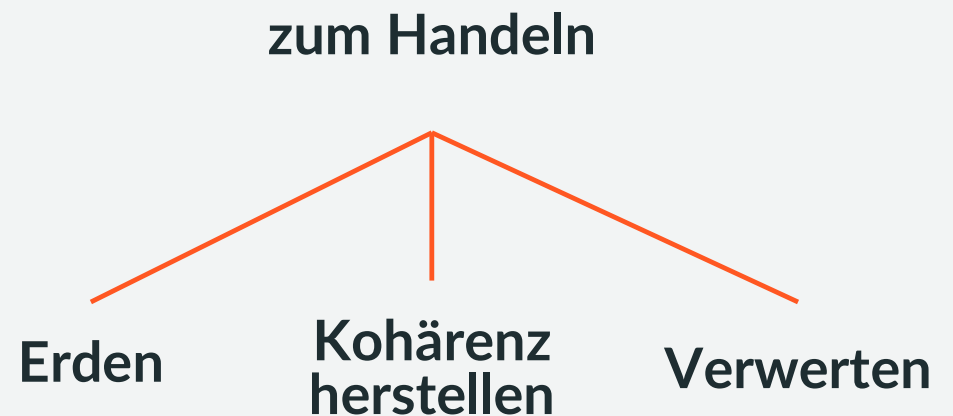 zum Handeln
Erden
Kohärenz
herstellen
Verwerten